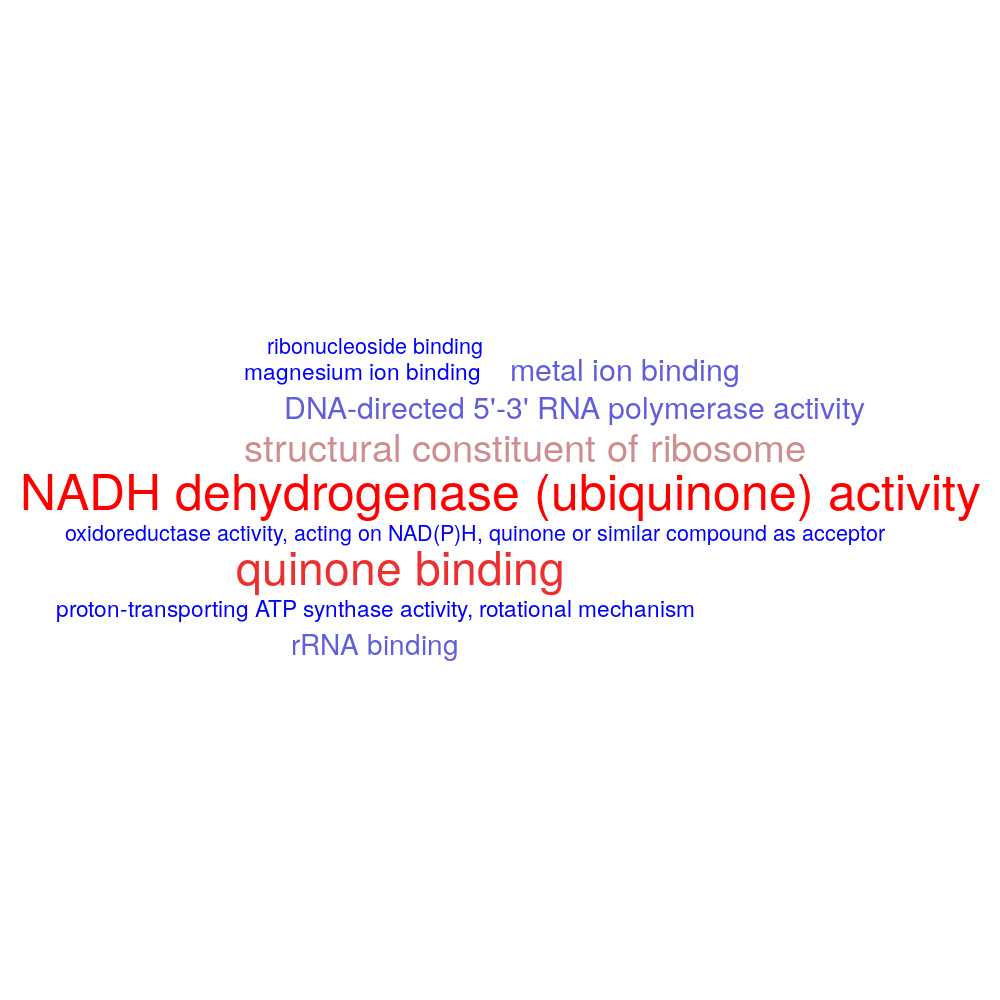 ribonucleoside binding
magnesium ion binding metal ion binding
DNA-directed 5'-3' RNA polymerase activity
structural constituent of ribosome
NADH dehydrogenase (ubiquinone) activity
oxidoreductase activity, acting on NAD(P)H, quinone or similar compound as acceptor
quinone binding
proton-transporting ATP synthase activity, rotational mechanism
rRNA binding